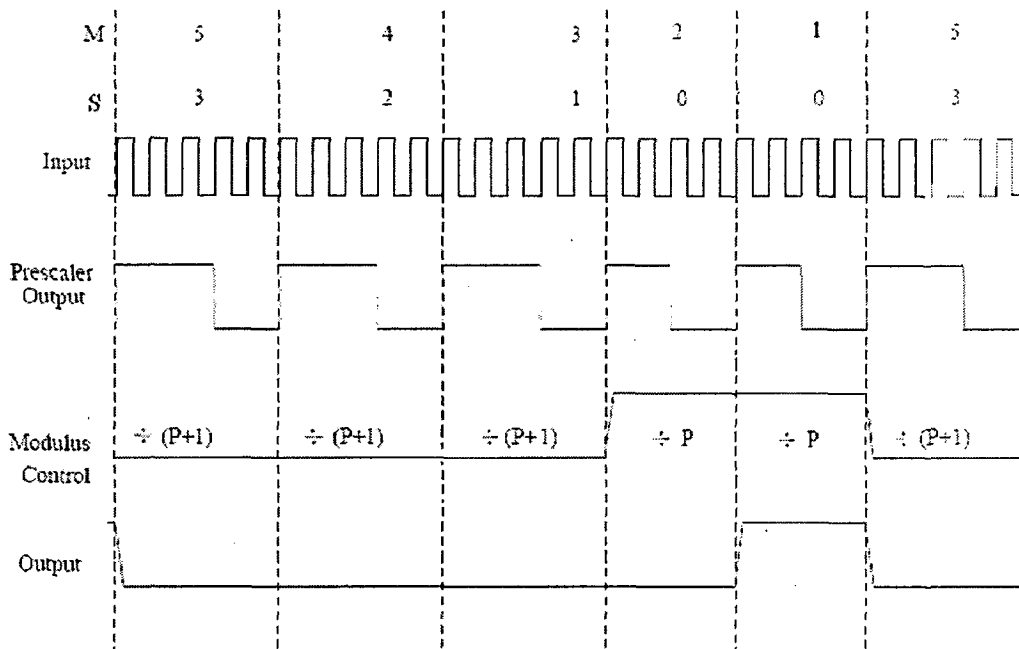 M 5 4 3 2 1 5
S 3 2 1 0 0 3
Input
Prescaler
Output
÷ (P+1) ÷ (P+1) ÷ (P+1) ÷ P ÷ P ÷ (P+1)
Modulus
Control
Output